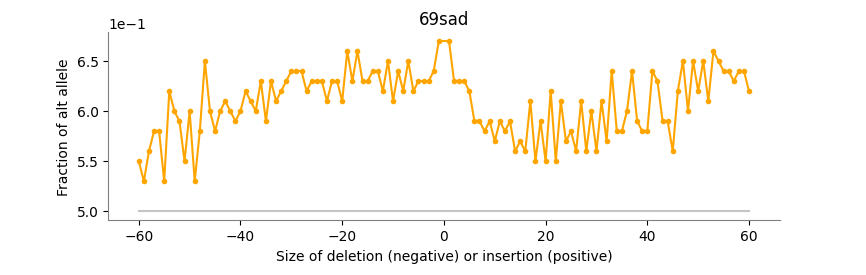 69sad
1e−1
6.5
6.0
5.5
5.0
Fraction of alt allele
−60 −40 −20 0 20 40 60
Size of deletion (negative) or insertion (positive)